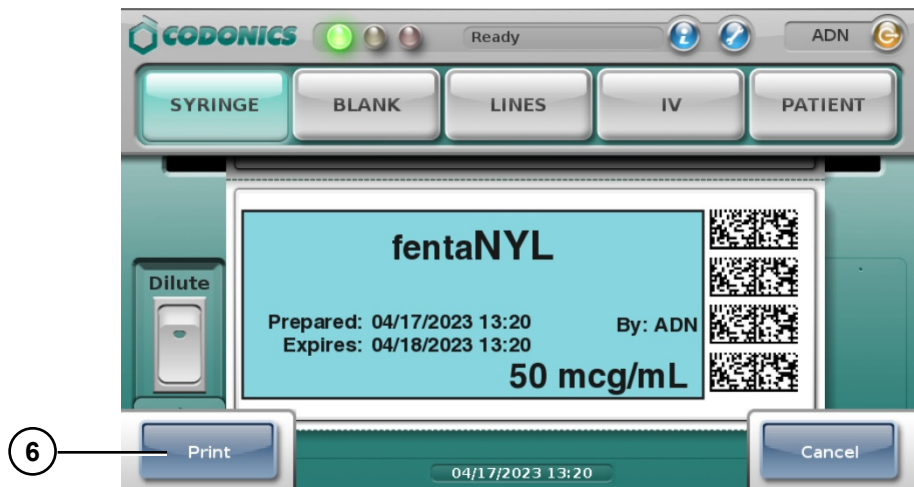 CODONICS Ready ADN
SYRINGE BLANK LINES IV PATIENT
fentaNYL
Dilute
Prepared: 04/17/2023 13:20 By: ADN
Expires: 04/18/2023 13:20
50 mcg/mL
6 Print Cancel
04/17/2023 13:20